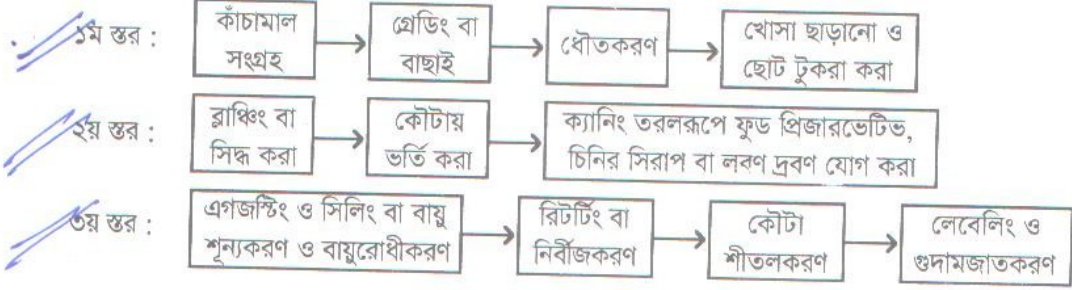 ১ম স্তর : কাঁচামাল সংগ্রহ → গ্রেডিং বা বাছাই → ধৌতকরণ → খোসা ছাড়ানো ও ছোট টুকরা করা
২য় স্তর : ব্লাঞ্চিং বা সিদ্ধ করা → কৌটায় ভর্তি করা → ক্যানিং তরলরূপে ফুড প্রিজারভেটিভ, চিনির সিরাপ বা লবণ দ্রবণ যোগ করা
৩য় স্তর : এগজস্টিং ও সিলিং বা বায়ু শূন্যকরণ ও বায়ুরোধীকরণ → রিটর্টিং বা নির্বীজকরণ → কৌটা শীতলকরণ → লেবেলিং ও গুদামজাতকরণ